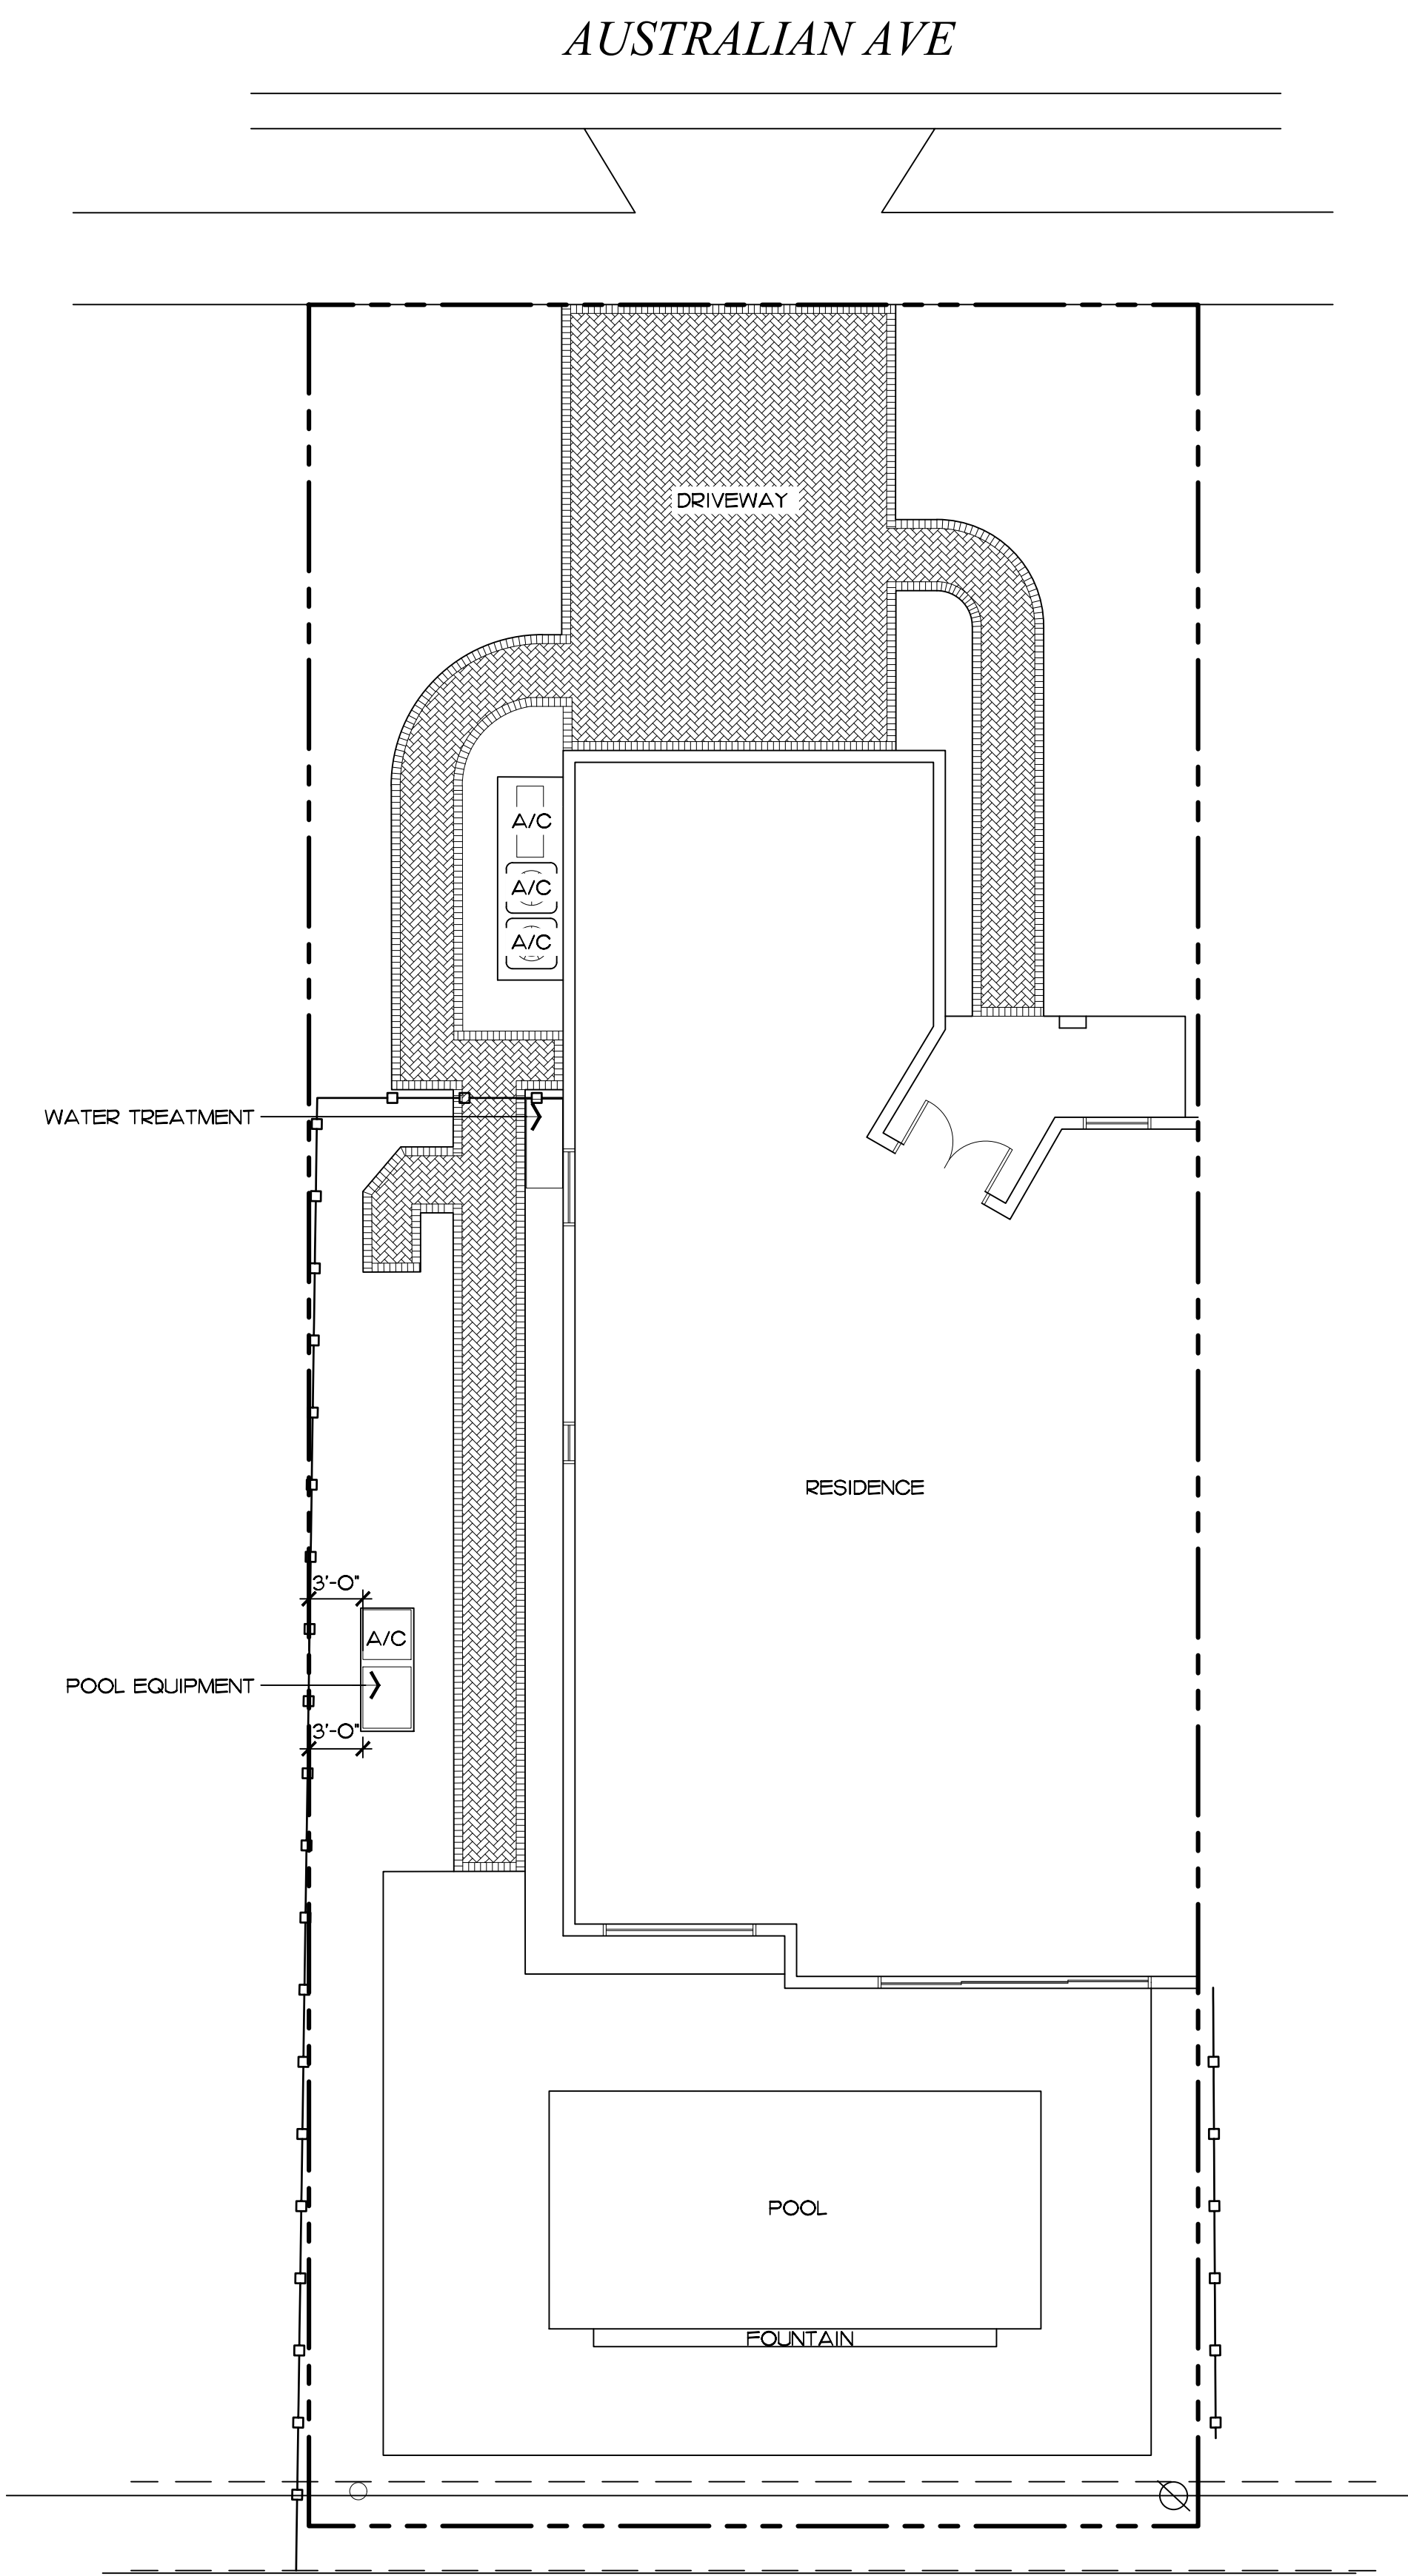 AUSTRALIAN AVE
DRIVEWAY
A/C
A/C
A/C
WATER TREATMENT
RESIDENCE
3'-0"
A/C
POOL EQUIPMENT
3'-0"
POOL
FOUNTAIN